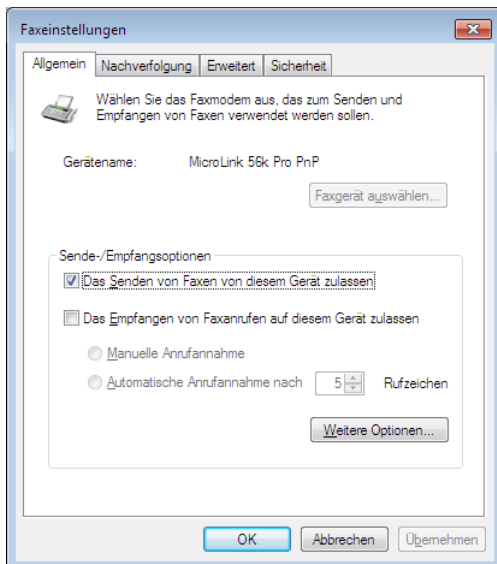 Faxeinstellungen
Allgemein Nachverfolgung Erweitert Sicherheit
Wählen Sie das Faxmodem aus, das zum Senden und
Empfangen von Faxen verwendet werden sollen.
Gerätename: MicroLink 56k Pro PnP
Faxgerät auswählen...
Sende-/Empfangsoptionen
Das Senden von Faxen von diesem Gerät zulassen
Das Empfangen von Faxanrufen auf diesem Gerät zulassen
Manuelle Anrufannahme
Automatische Anrufannahme nach 5 Rufzeichen
Weitere Optionen...
OK Abbrechen Übernehmen